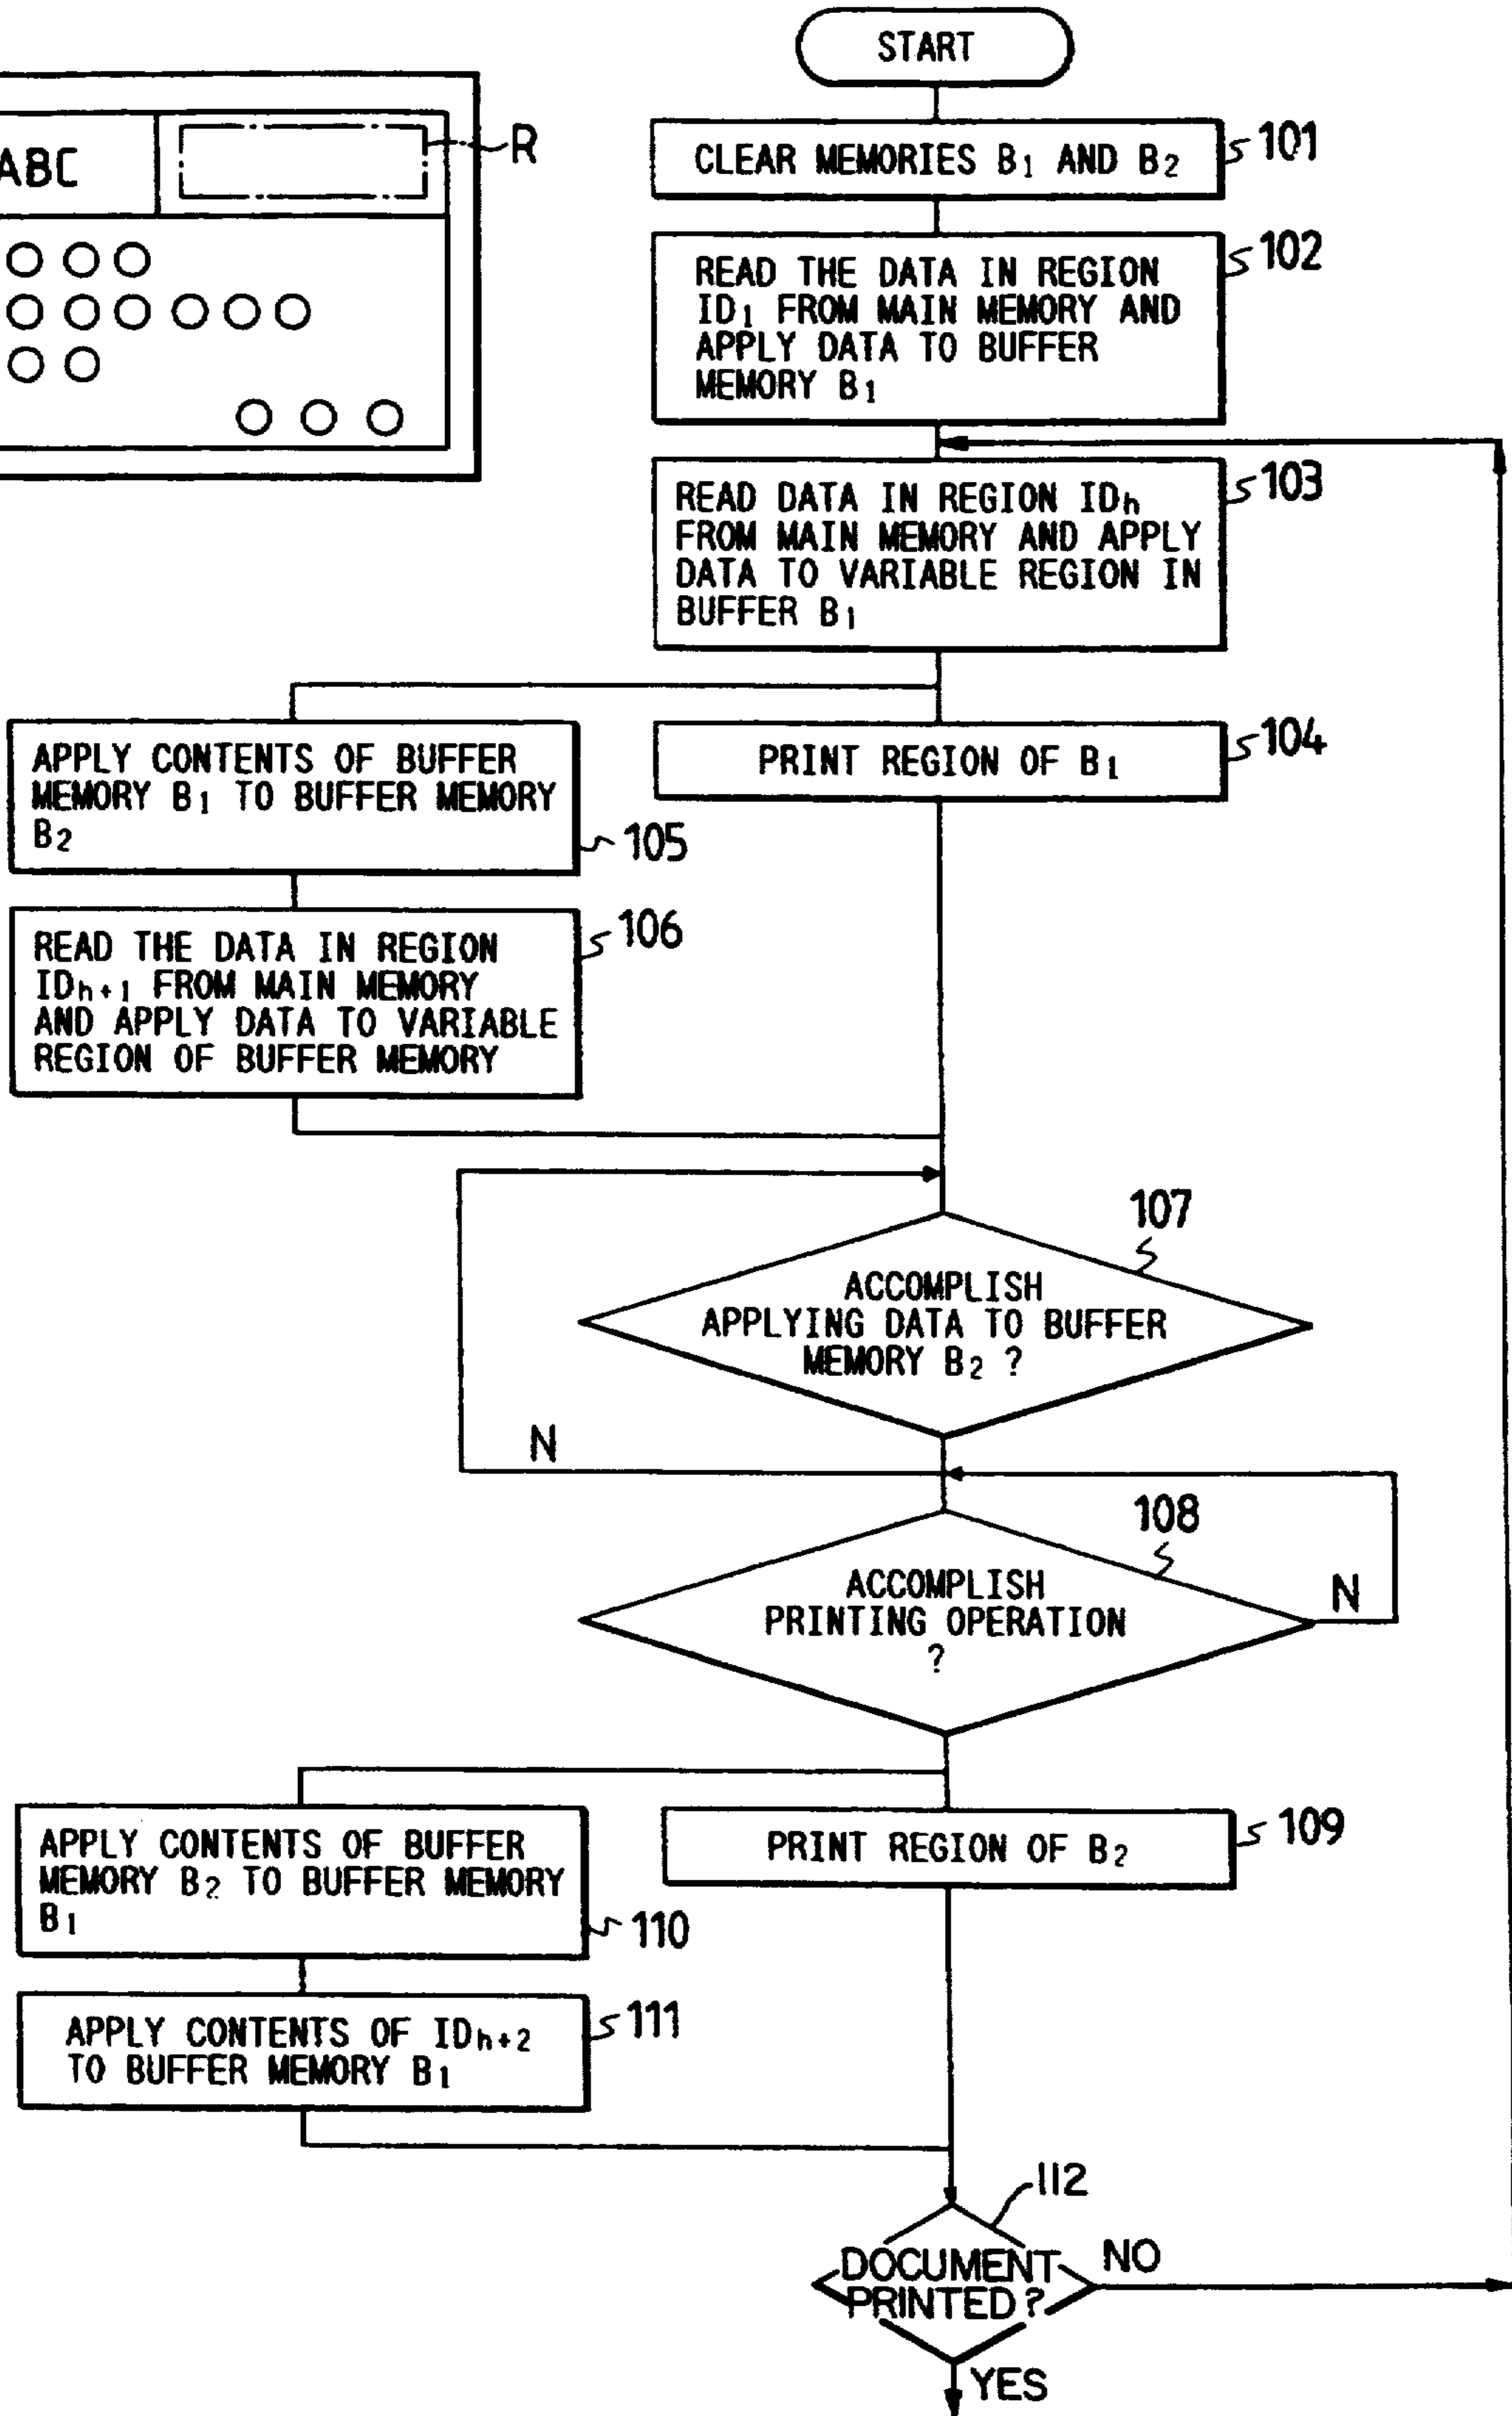 START
ABC
R
CLEAR MEMORIES B₁ AND B₂
101
READ THE DATA IN REGION
ID₁ FROM MAIN MEMORY AND
APPLY DATA TO BUFFER
MEMORY B₁
102
READ DATA IN REGION IDₕ
FROM MAIN MEMORY AND APPLY
DATA TO VARIABLE REGION IN
BUFFER B₁
103
PRINT REGION OF B₁
104
APPLY CONTENTS OF BUFFER
MEMORY B₁ TO BUFFER MEMORY
B₂
105
READ THE DATA IN REGION
IDₕ₊₁ FROM MAIN MEMORY
AND APPLY DATA TO VARIABLE
REGION OF BUFFER MEMORY
106
107
ACCOMPLISH
APPLYING DATA TO BUFFER
MEMORY B₂ ?
N
108
ACCOMPLISH
PRINTING OPERATION
?
N
PRINT REGION OF B₂
109
APPLY CONTENTS OF BUFFER
MEMORY B₂ TO BUFFER MEMORY
B₁
110
APPLY CONTENTS OF IDₕ₊₂
TO BUFFER MEMORY B₁
111
112
DOCUMENT
PRINTED?
NO
YES